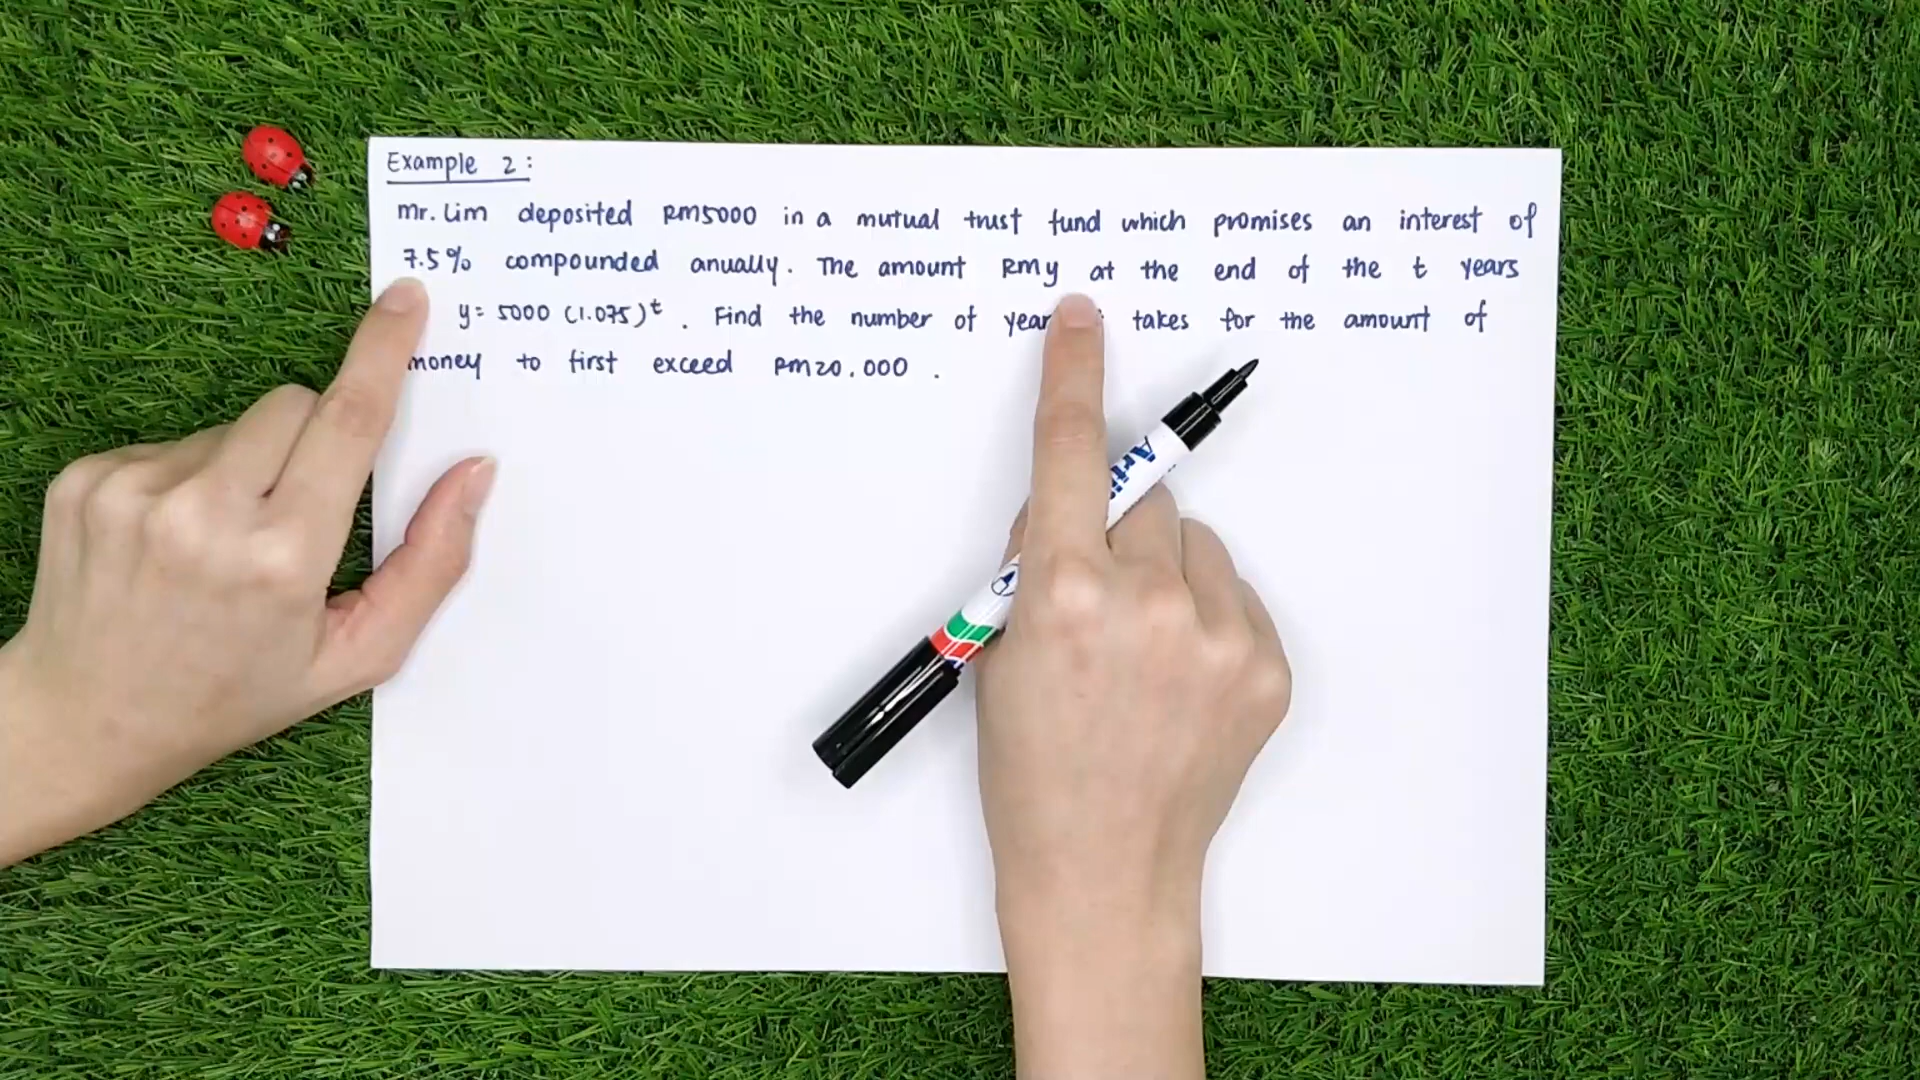 Example 2:
Mr. Lim deposited RM5000 in a mutual trust fund which promises an interest of
7.5% compounded anually. The amount RMy at the end of the t years
y= 5000 (1.075)ᵗ. Find the number of takes for the amount of
money to first exceed RM20.000.